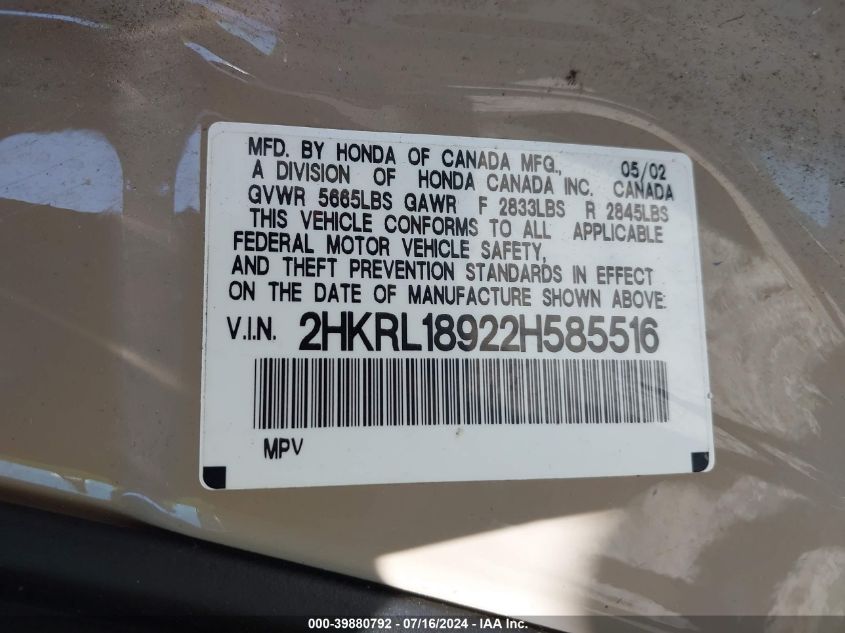 MFD. BY HONDA OF CANADA MFG., 05/02
A DIVISION OF HONDA CANADA INC. CANADA
GVWR 5665LBS GAWR F 2833LBS R 2845LBS
THIS VEHICLE CONFORMS TO ALL APPLICABLE
FEDERAL MOTOR VEHICLE SAFETY,
AND THEFT PREVENTION STANDARDS IN EFFECT
ON THE DATE OF MANUFACTURE SHOWN ABOVE.
V.I.N. 2HKRL18922H585516
MPV
000-39880792 - 07/16/2024 - IAA, Inc.